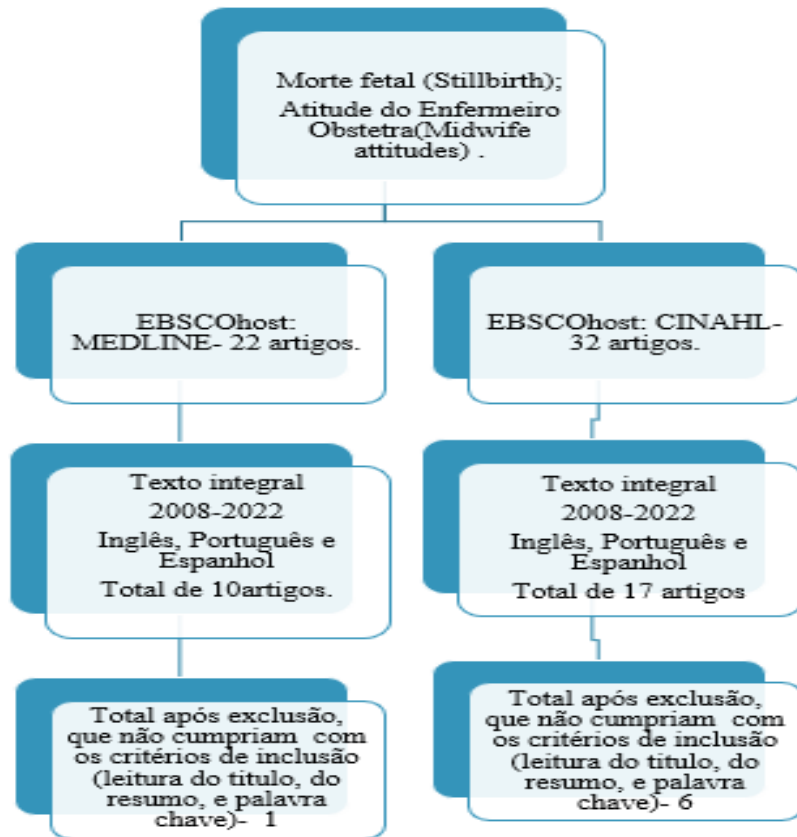 Morte fetal (Stillbirth);
Atitude do Enfermeiro
Obstetra(Midwife
attitudes) .
EBSCOhost:
MEDLINE- 22 artigos.
EBSCOhost: CINAHL-
32 artigos.
Texto integral
2008-2022
Inglês, Português e
Espanhol
Total de 10artigos.
Texto integral
2008-2022
Inglês, Português e
Espanhol
Total de 17 artigos
Total após exclusão,
que não cumpriam com
os critérios de inclusão
(leitura do titulo, do
resumo, e palavra
chave)- 1
Total após exclusão,
que não cumpriam com
os critérios de inclusão
(leitura do titulo, do
resumo, e palavra
chave)- 6